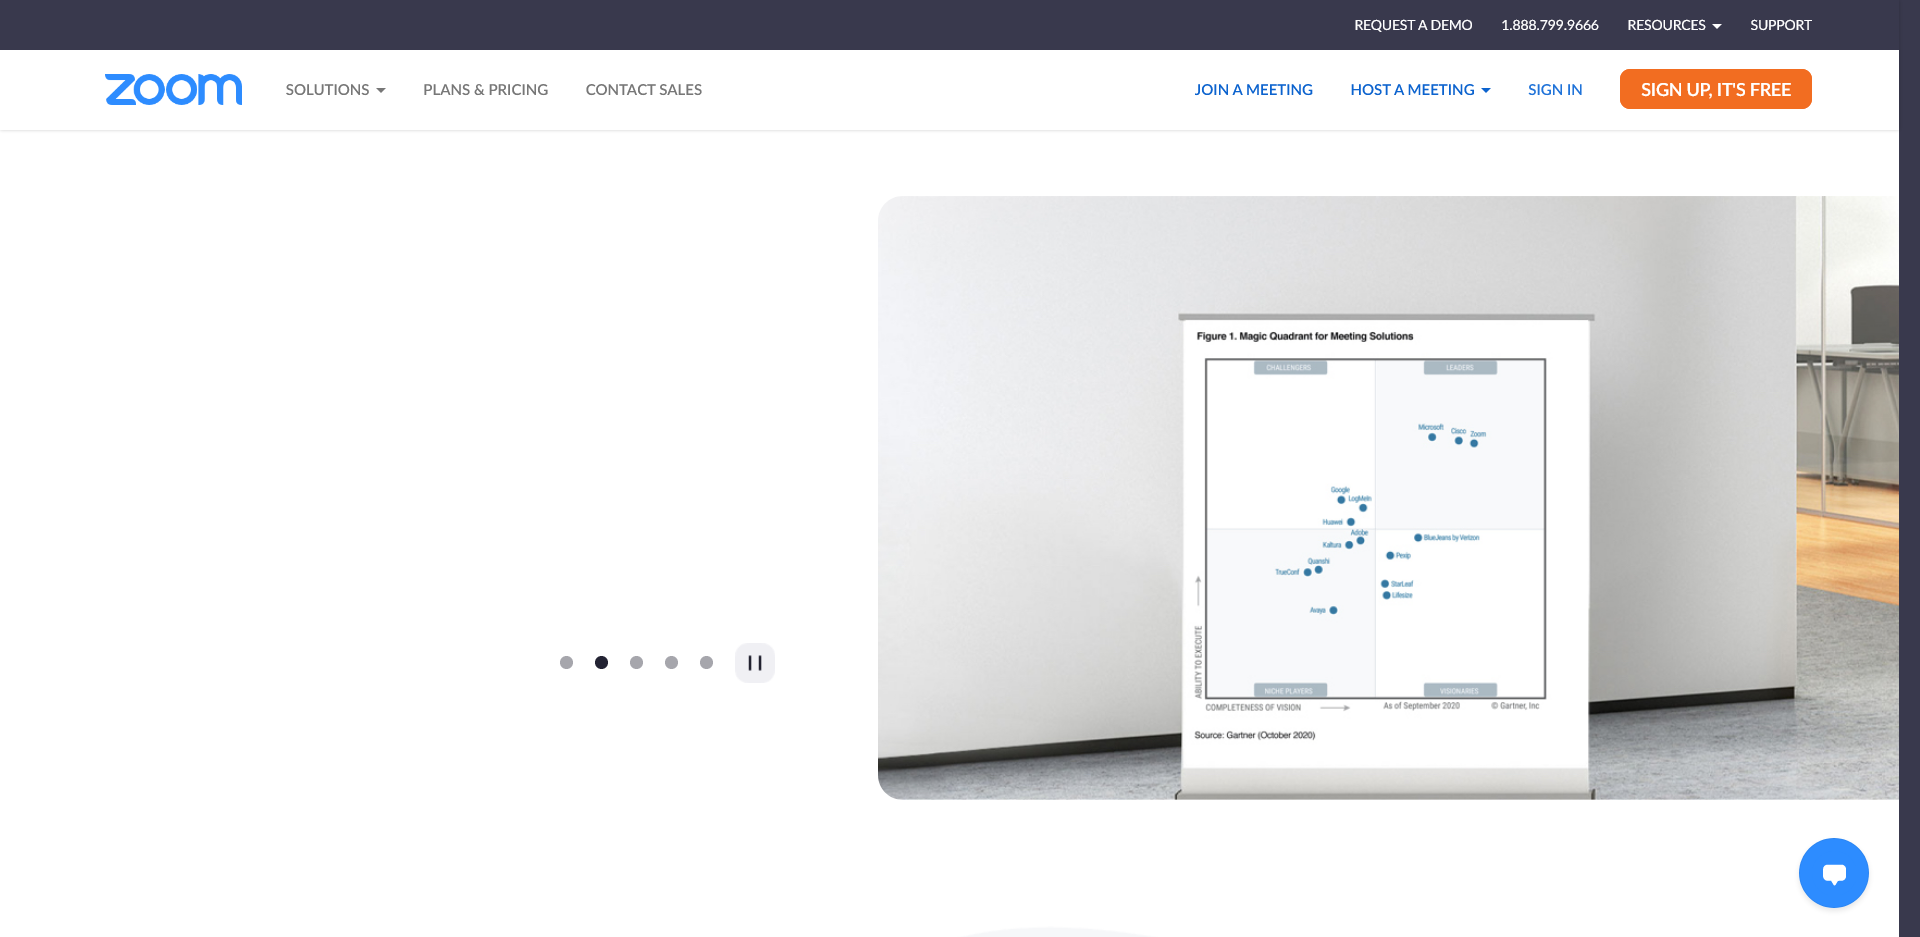 REQUEST A DEMO 1.888.799.9666 RESOURCES SUPPORT
zoom SOLUTIONS PLANS & PRICING CONTACT SALES JOIN A MEETING HOST A MEETING SIGN IN SIGN UP, IT'S FREE
Figure 1. Magic Quadrant for Meeting Solutions
CHALLENGERS LEADERS
Microsoft Cisco Zoom
Google
LogMeIn
Huawei
Adobe
Kaltura
BlueJeans by Verizon
Pexip
Quanshi
TrueConf
StarLeaf
Lifesize
Avaya
ABILITY TO EXECUTE
NICHE PLAYERS VISIONARIES
COMPLETENESS OF VISION As of September 2020 © Gartner, Inc
Source: Gartner (October 2020)